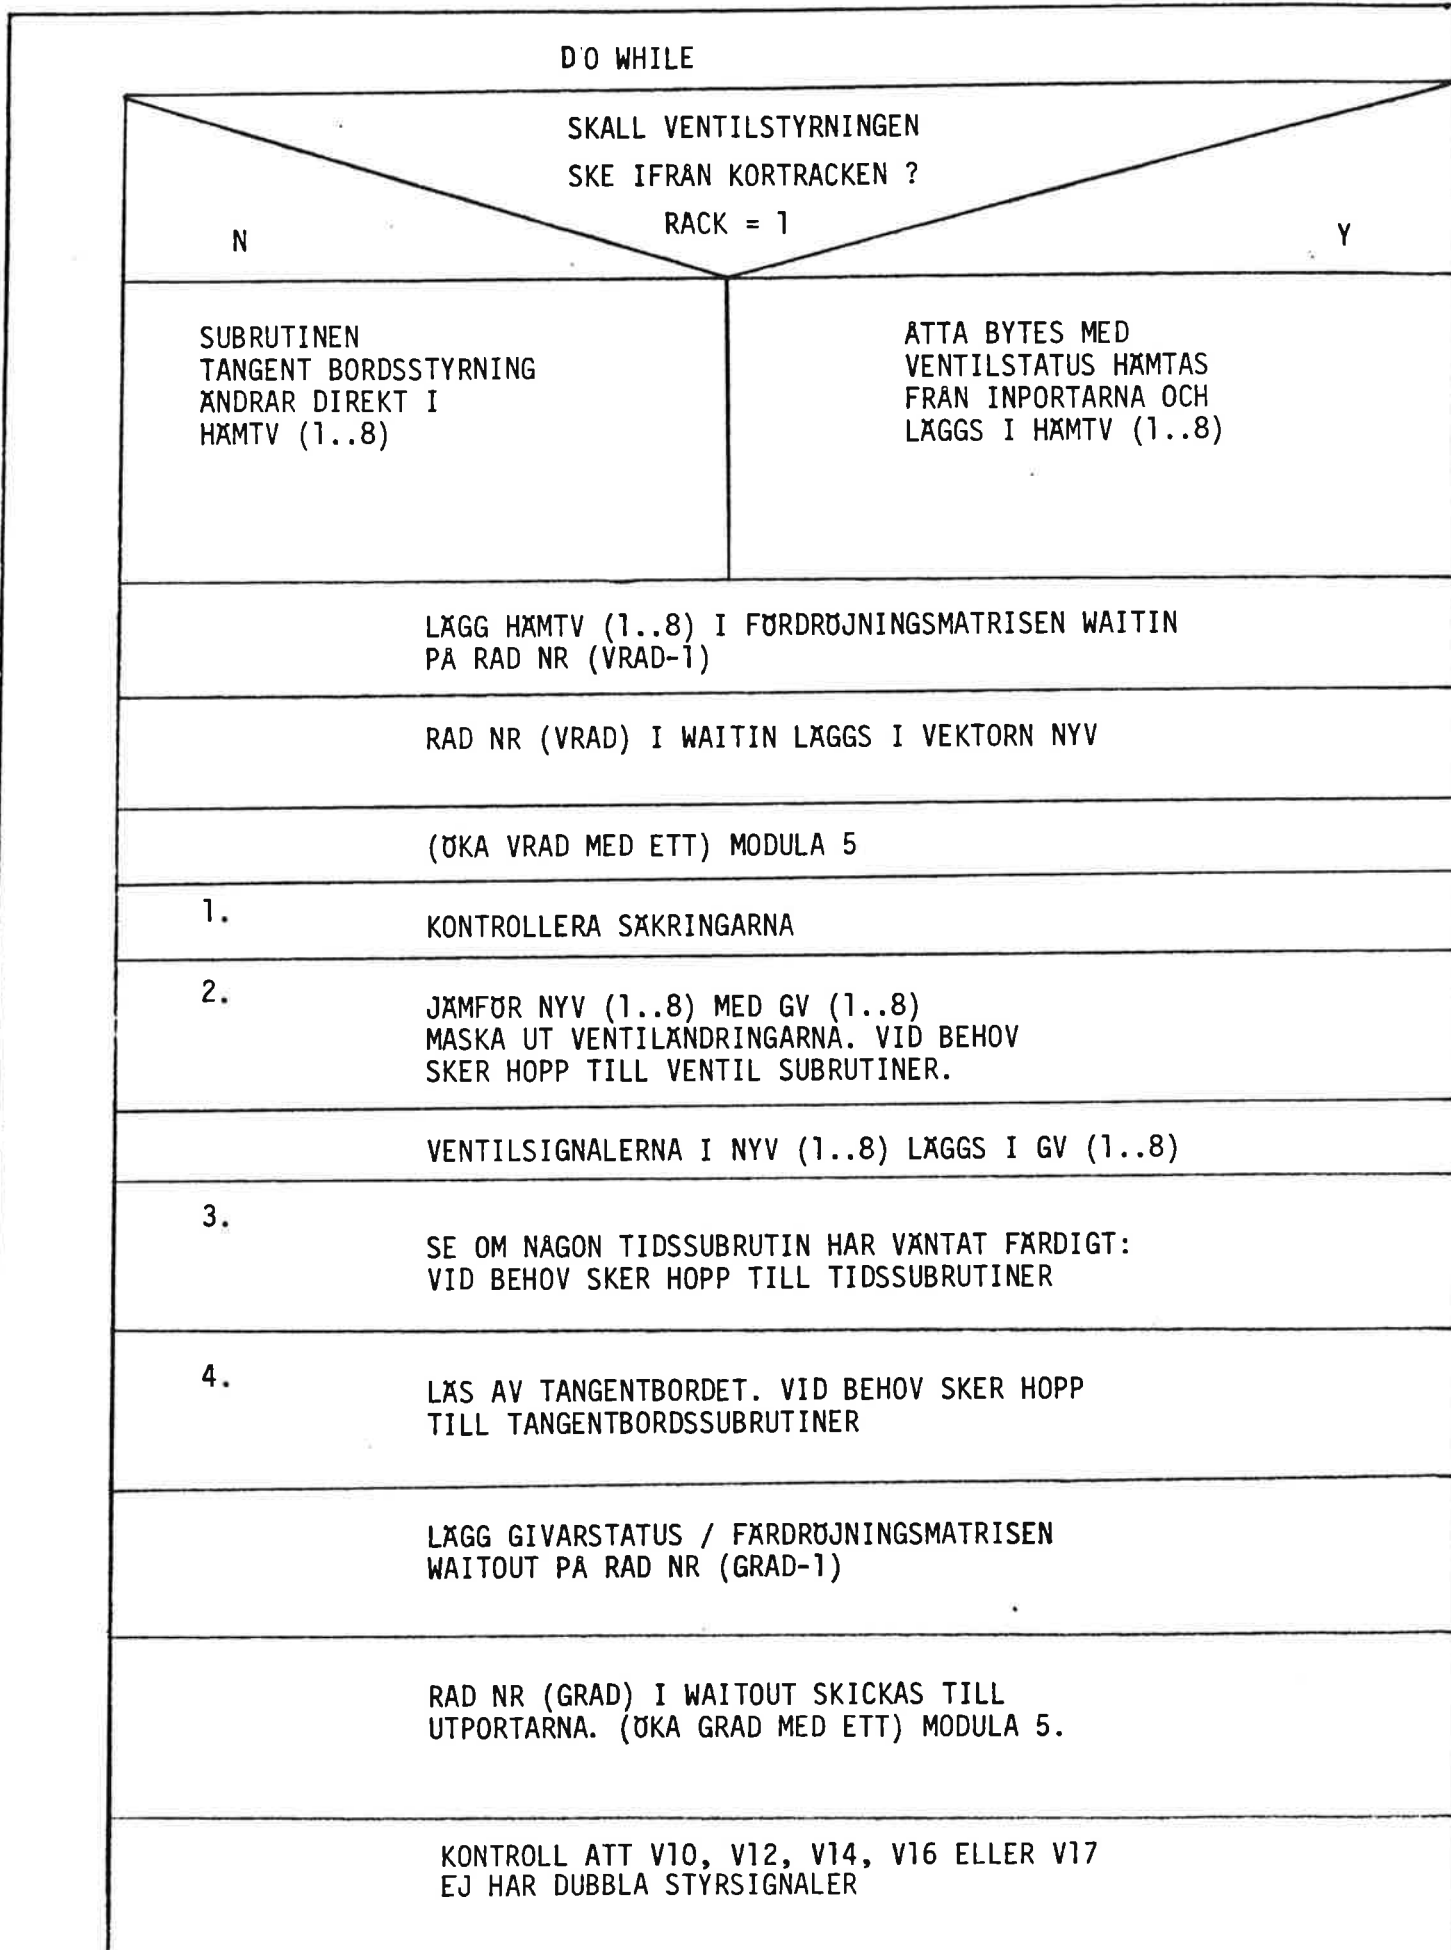 DO WHILE
SKALL VENTILSTYRNINGEN
SKE IFRÅN KORTRACKEN ?
RACK = 1
N
Y
SUBRUTINEN
TANGENT BORDSSTYRNING
ÄNDRAR DIREKT I
HÄMTV (1..8)
ÅTTA BYTES MED
VENTILSTATUS HÄMTAS
FRÅN INPORTARNA OCH
LÄGGS I HÄMTV (1..8)
LÄGG HÄMTV (1..8) I FÖRDRÖJNINGSMATRISEN WAITIN
PÅ RAD NR (VRAD-1)
RAD NR (VRAD) I WAITIN LÄGGS I VEKTORN NYV
(ÖKA VRAD MED ETT) MODULA 5
1.
KONTROLLERA SÄKRINGARNA
2.
JÄMFÖR NYV (1..8) MED GV (1..8)
MASKA UT VENTILÄNDRINGARNA. VID BEHOV
SKER HOPP TILL VENTIL SUBRUTINER.
VENTILSIGNALERNA I NYV (1..8) LÄGGS I GV (1..8)
3.
SE OM NÅGON TIDSSUBRUTIN HAR VÄNTAT FÄRDIGT:
VID BEHOV SKER HOPP TILL TIDSSUBRUTINER
4.
LÄS AV TANGENTBORDET. VID BEHOV SKER HOPP
TILL TANGENTBORDSSUBRUTINER
LÄGG GIVARSTATUS / FÄRDRÖJNINGSMATRISEN
WAITOUT PÅ RAD NR (GRAD-1)
RAD NR (GRAD) I WAITOUT SKICKAS TILL
UTPORTARNA. (ÖKA GRAD MED ETT) MODULA 5.
KONTROLL ATT V10, V12, V14, V16 ELLER V17
EJ HAR DUBBLA STYRSIGNALER